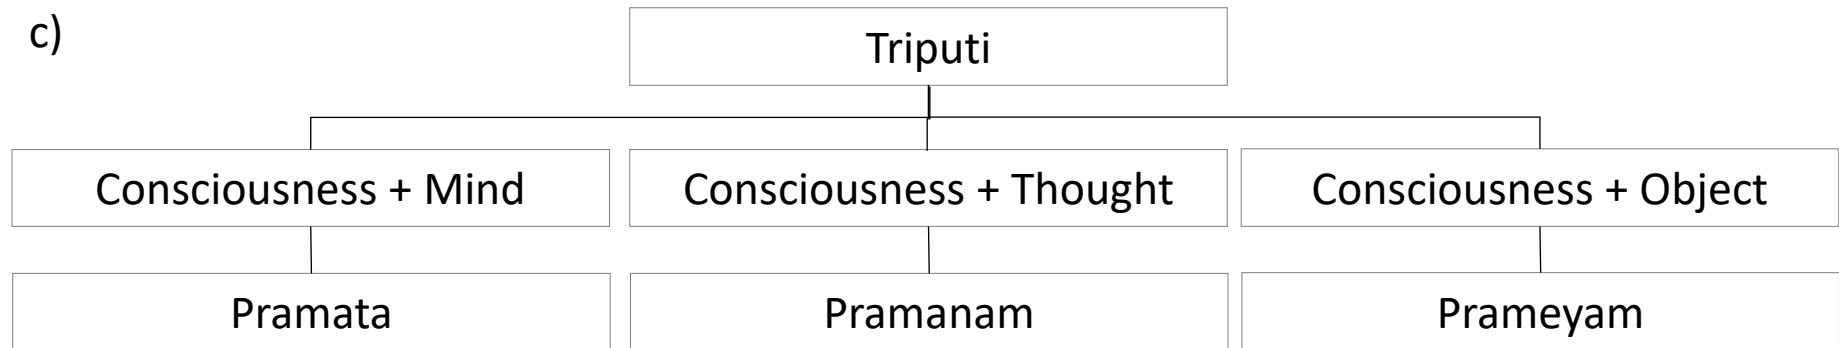 c)
Triputi
Consciousness + Mind
Consciousness + Thought
Consciousness + Object
Pramata
Pramanam
Prameyam